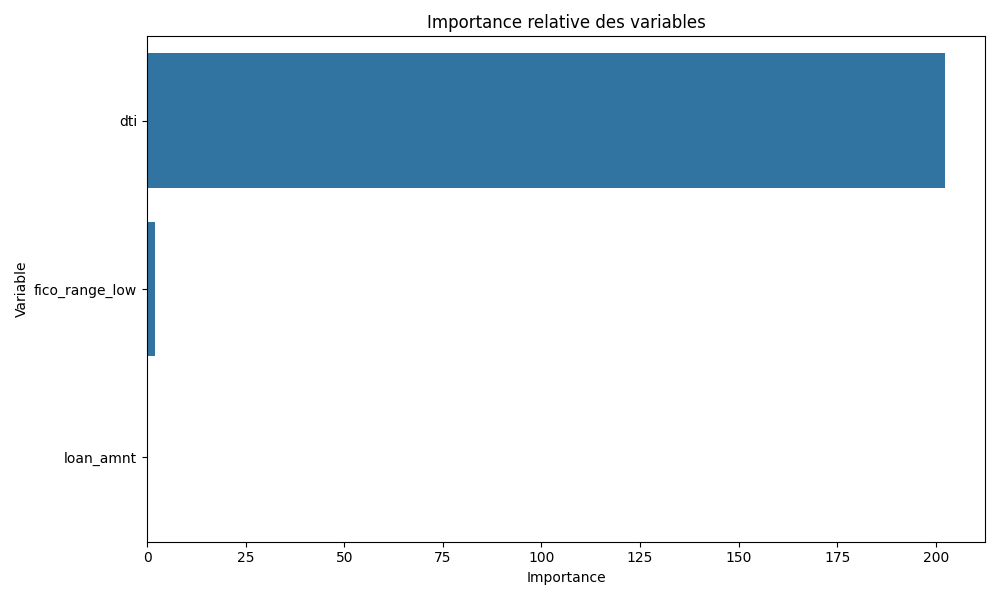 Importance relative des variables
dti
fico_range_low
loan_amnt
Variable
0 25 50 75 100 125 150 175 200
Importance